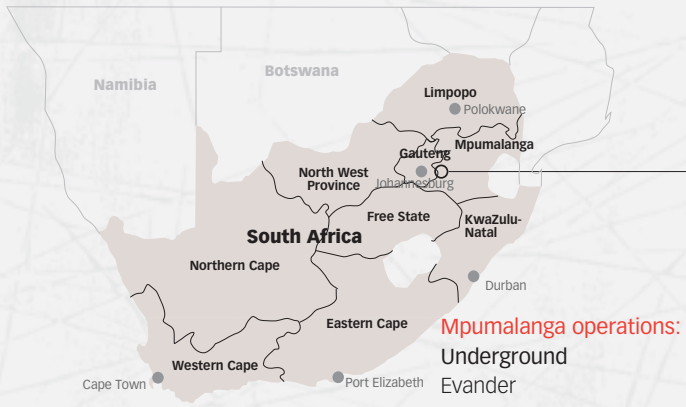 Namibia
Botswana
Limpopo
Polokwane
Mpumalanga
Gauteng
North West
Province
Johannesburg
Free State
KwaZulu-
Natal
South Africa
Northern Cape
Durban
Eastern Cape
Mpumalanga operations:
Underground
Evander
Western Cape
Cape Town
Port Elizabeth